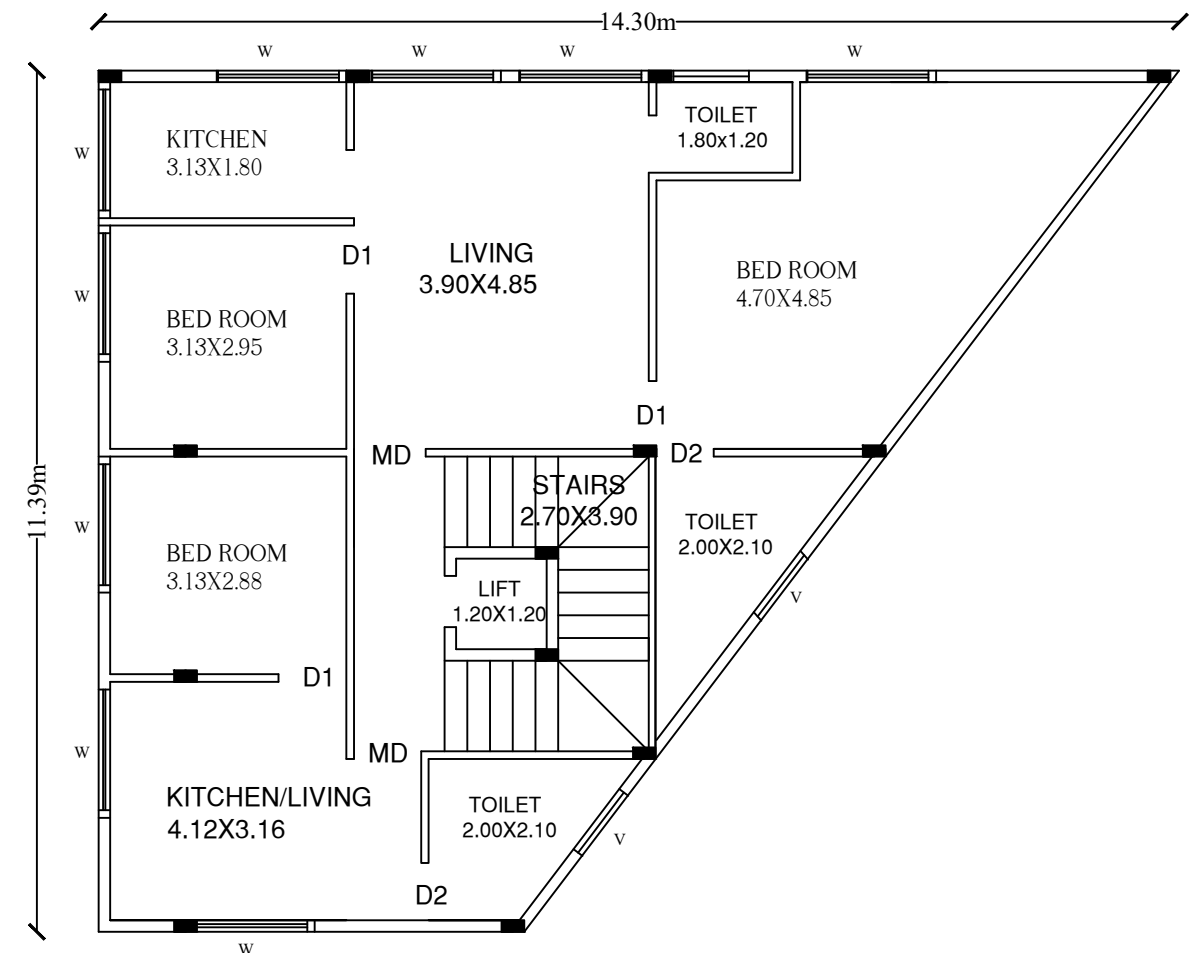 14.30m
W
W
W
W
TOILET
1.80x1.20
KITCHEN
3.13X1.80
W
D1
LIVING
3.90X4.85
BED ROOM
4.70X4.85
W
BED ROOM
3.13X2.95
D1
MD
D2
STAIRS
2.70X3.90
11.39m
W
BED ROOM
3.13X2.88
TOILET
2.00X2.10
LIFT
1.20X1.20
V
D1
W
MD
KITCHEN/LIVING
4.12X3.16
TOILET
2.00X2.10
V
D2
W